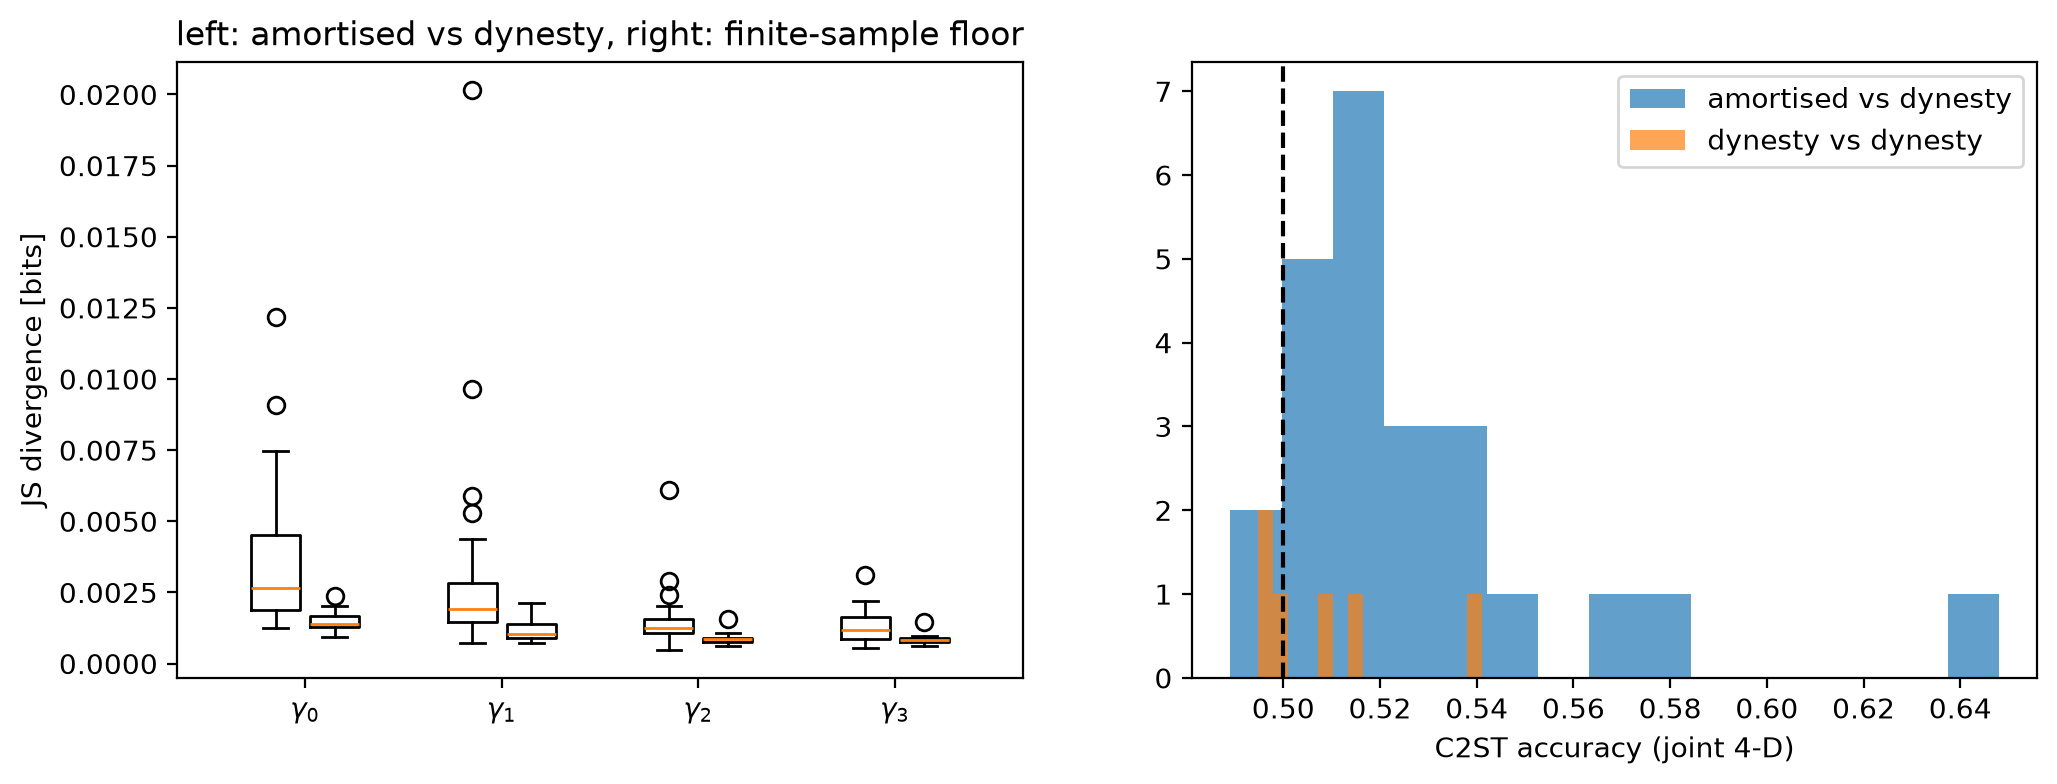 left: amortised vs dynesty, right: finite-sample floor
JS divergence [bits]
0.0200
0.0175
0.0150
0.0125
0.0100
0.0075
0.0050
0.0025
0.0000
γ₀ γ₁ γ₂ γ₃
amortised vs dynesty
dynesty vs dynesty
7
6
5
4
3
2
1
0
0.50 0.52 0.54 0.56 0.58 0.60 0.62 0.64
C2ST accuracy (joint 4-D)